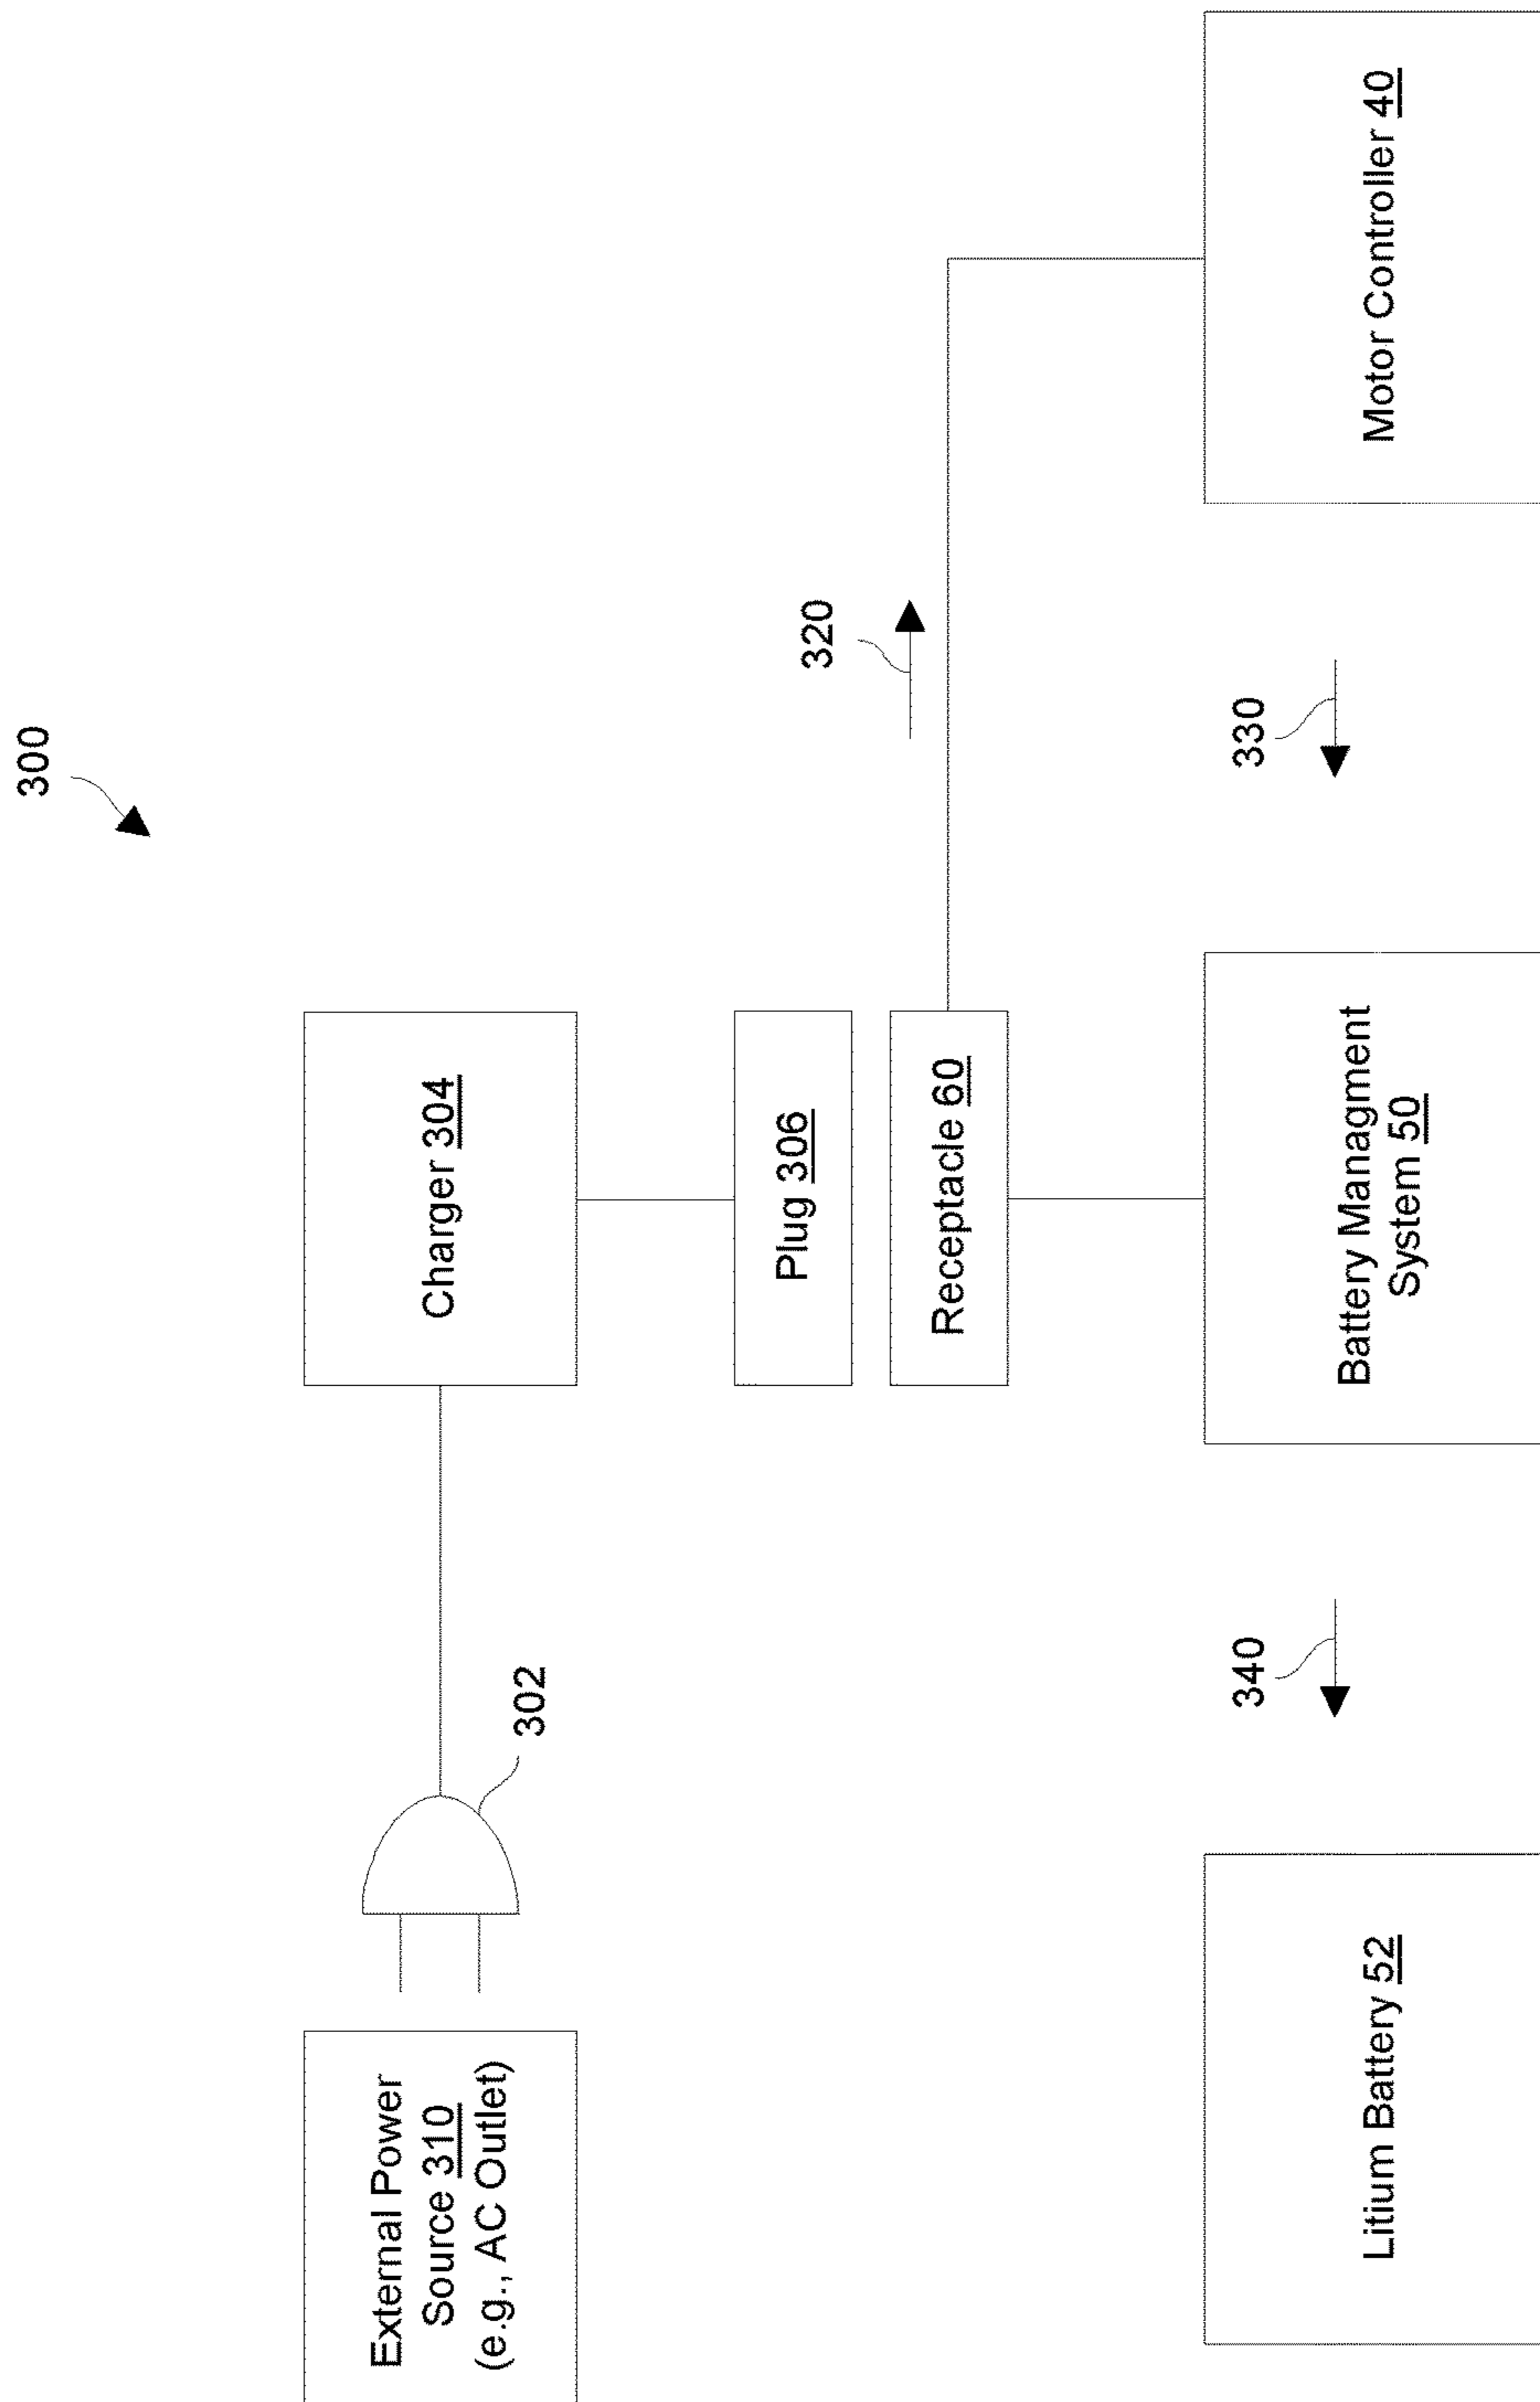 300
External Power
Source 310
(e.g., AC Outlet)
302
Charger 304
Plug 306
Receptacle 60
320
Litium Battery 52
340
Battery Managment
System 50
330
Motor Controller 40